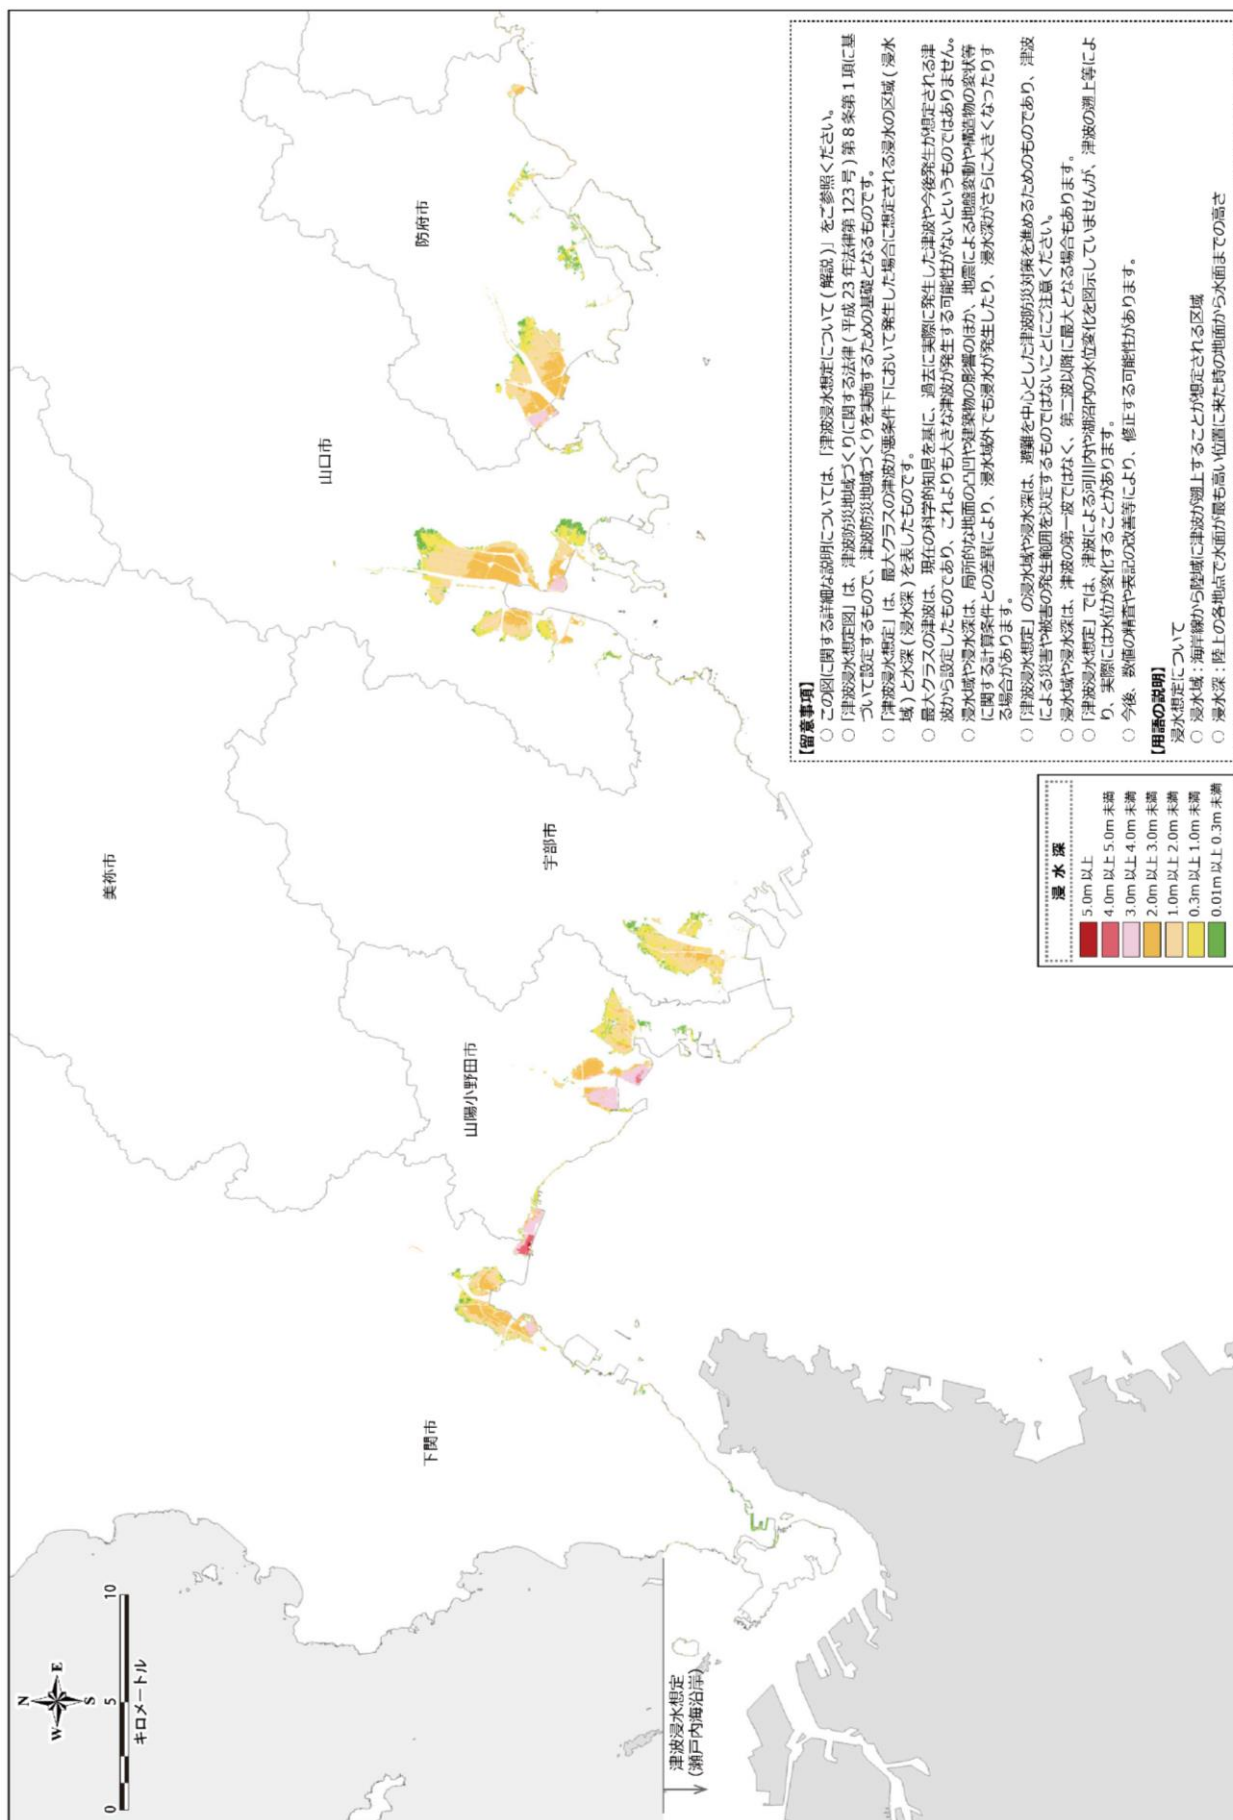 N
W
E
S
0
5
10
キロメートル
美祢市
山口市
防府市
下関市
山陽小野田市
宇部市
津波浸水想定
(瀬戸内海沿岸)
浸 水 深
5.0m 以上
4.0m 以上 5.0m 未満
3.0m 以上 4.0m 未満
2.0m 以上 3.0m 未満
1.0m 以上 2.0m 未満
0.3m 以上 1.0m 未満
0.01m 以上 0.3m 未満
【留意事項】
○ この図に関する詳細な説明については、「津波浸水想定について ( 解説 )」をご参照ください。
○ 「津波浸水想定図」は、津波防災地域づくりに関する法律 ( 平成 23 年法律第 123 号 ) 第 8 条第 1 項に基
づいて設定するもので、津波防災地域づくりを実施するための基礎となるものです。
○ 「津波浸水想定」は、最大クラスの津波が悪条件下において発生した場合に想定される浸水の区域 ( 浸水
域 ) と水深 ( 浸水深 ) を表したものです。
○ 最大クラスの津波は、現在の科学的知見を基に、過去に実際に発生した津波や今後発生が想定される津
波から設定したものであり、これよりも大きな津波が発生する可能性がないというものではありません。
○ 浸水域や浸水深は、局所的な地面の凸凹や建築物の影響のほか、地震による地盤変動や構造物の変状等
に関する計算条件との差異により、浸水域外でも浸水が発生したり、浸水深がさらに大きくなったりす
る場合があります。
○ 「津波浸水想定」の浸水域や浸水深は、避難を中心とした津波防災対策を進めるためのものであり、津波
による災害や被害の発生範囲を決定するものではないことにご注意ください。
○ 浸水域や浸水深は、津波の第一波ではなく、第二波以降に最大となる場合もあります。
○ 「津波浸水想定」では、津波による河川内や湖沼内の水位変化を図示していませんが、津波の遡上等によ
り、実際には水位が変化することがあります。
○ 今後、数値の精査や表記の改善等により、修正する可能性があります。
【用語の説明】
浸水想定について
○ 浸水域：海岸線から陸域に津波が遡上することが想定される区域
○ 浸水深：陸上の各地点で水面が最も高い位置に来た時の地面から水面までの高さ